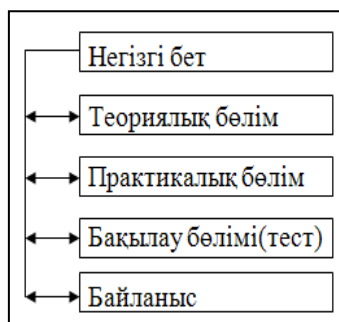 Негізгі бет
Теориялық бөлім
Практикалық бөлім
Бақылау бөлімі(тест)
Байланыс